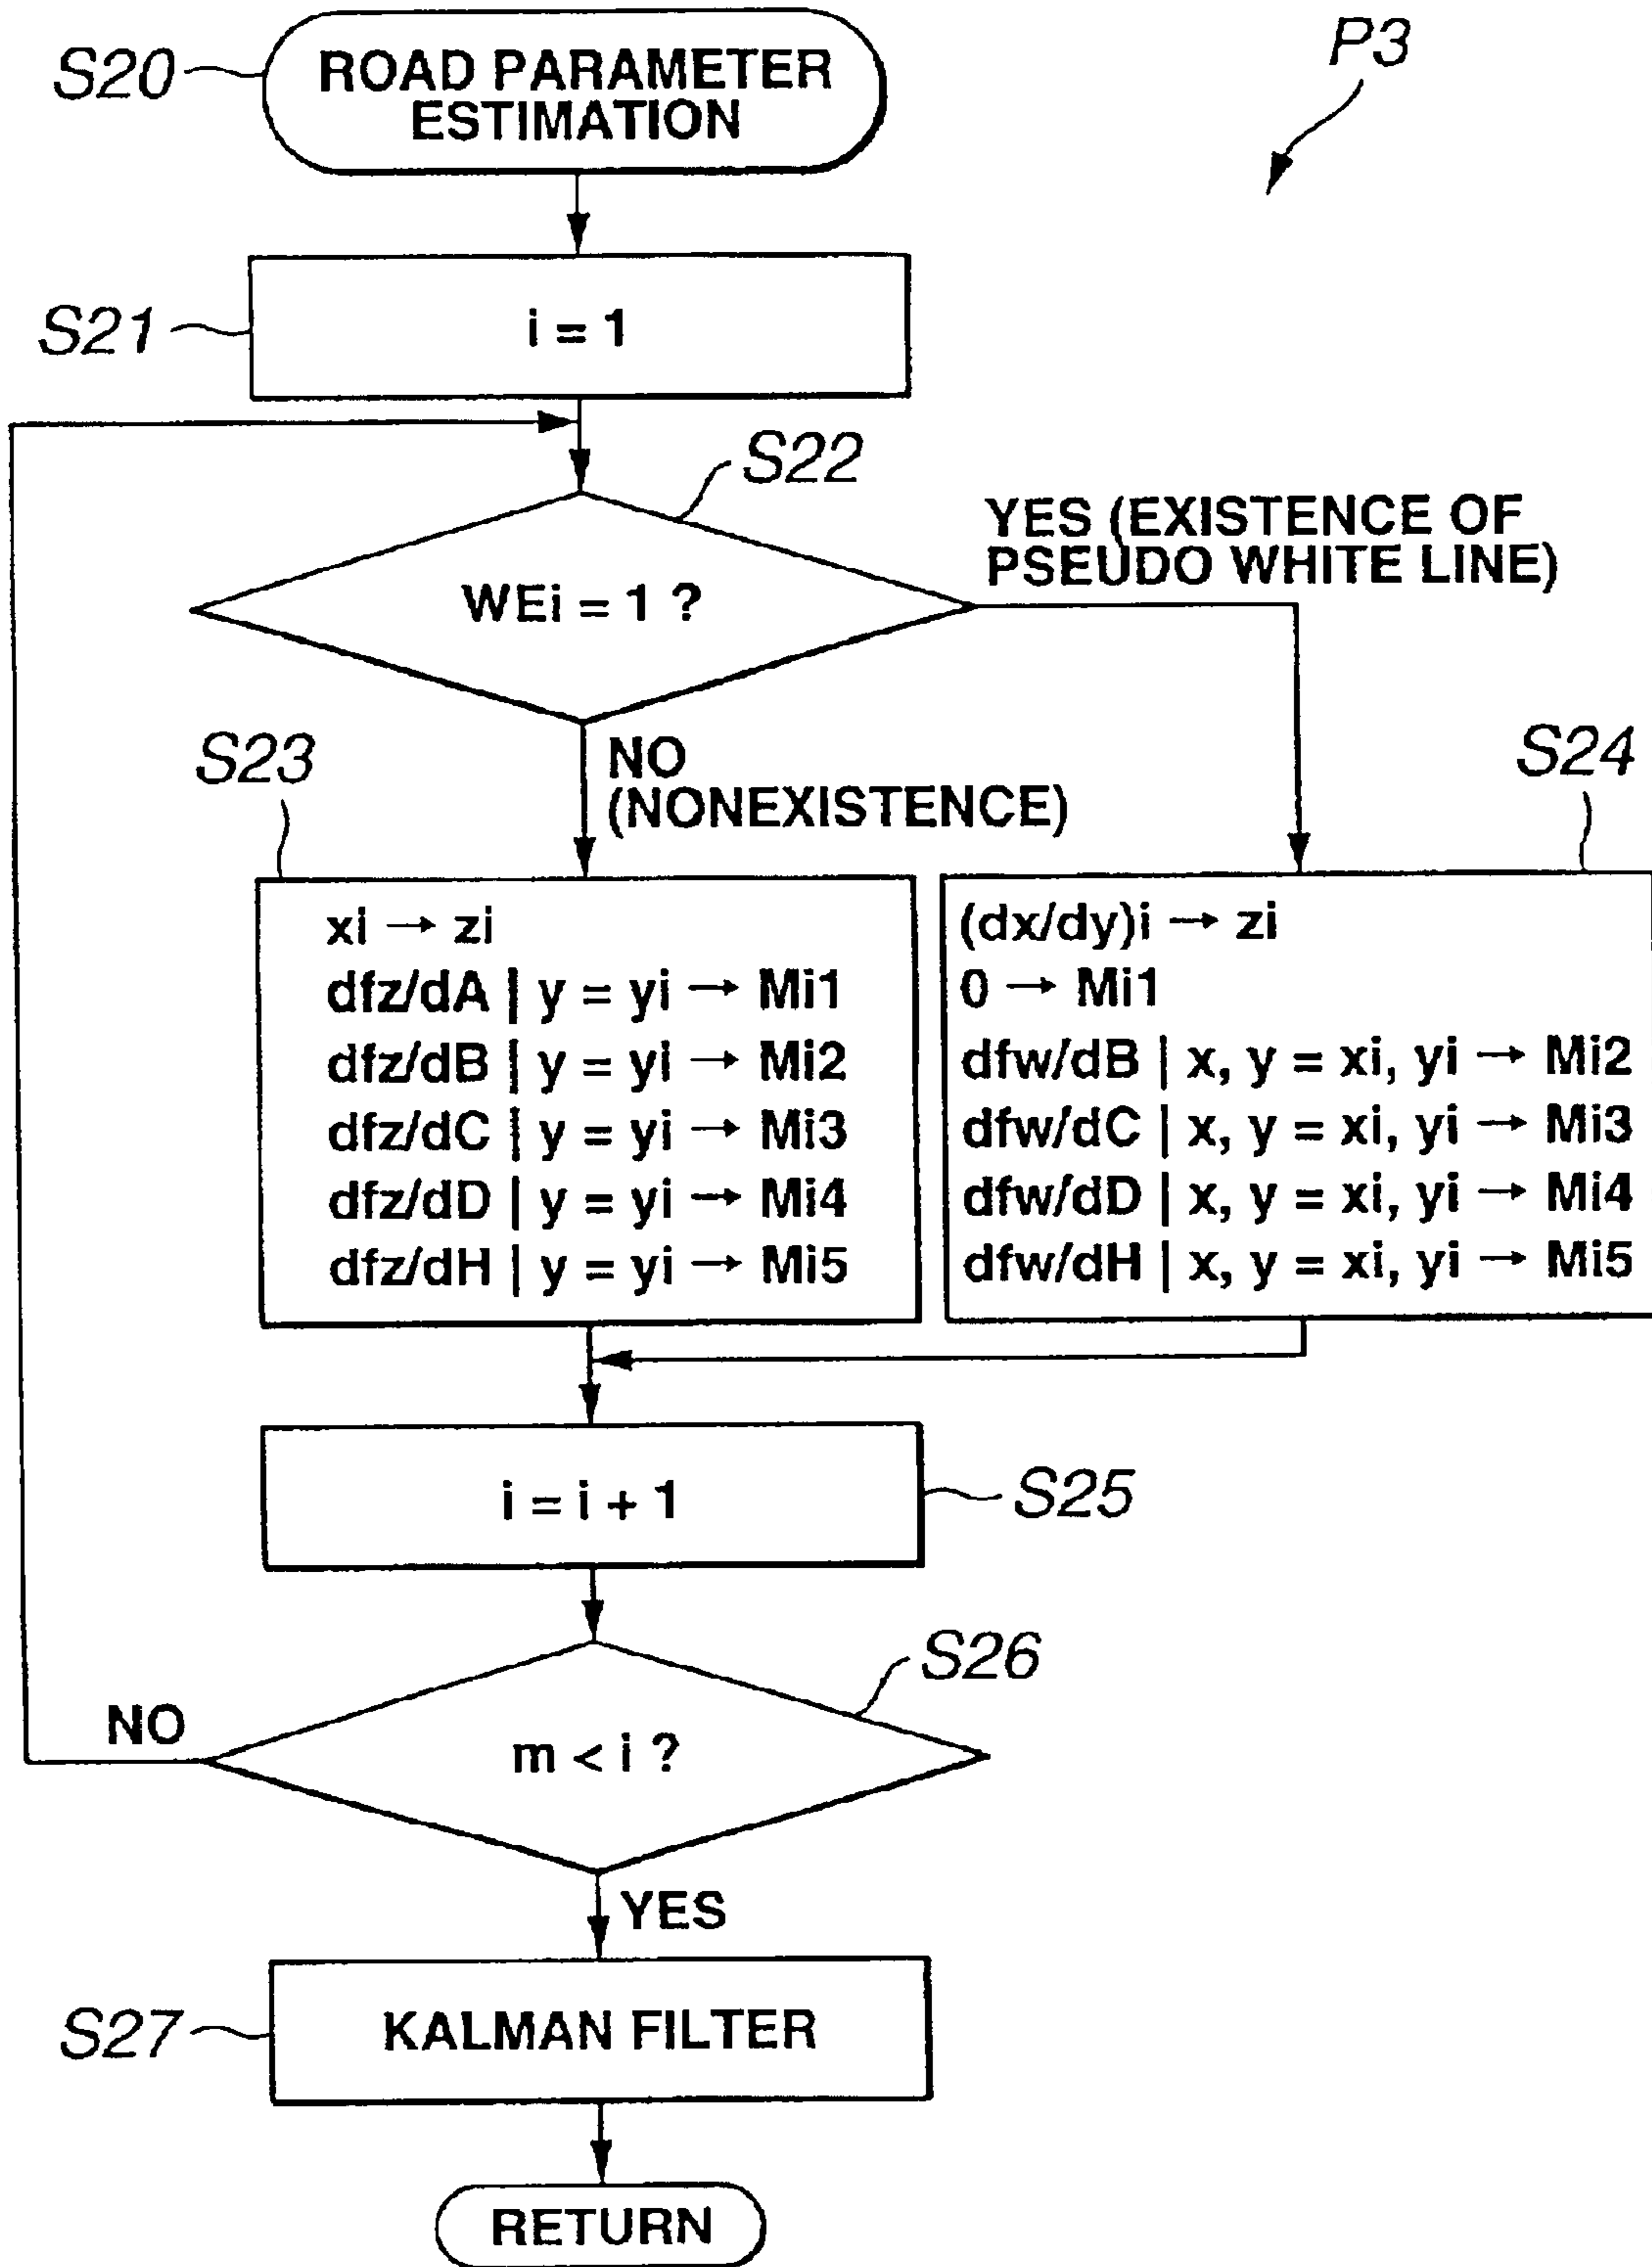 P3
S20
ROAD PARAMETER
ESTIMATION
S21
i = 1
S22
WEi = 1 ?
YES (EXISTENCE OF
PSEUDO WHITE LINE)
NO
(NONEXISTENCE)
S23
xi → zi
dfz/dA | y = yi → Mi1
dfz/dB | y = yi → Mi2
dfz/dC | y = yi → Mi3
dfz/dD | y = yi → Mi4
dfz/dH | y = yi → Mi5
S24
(dx/dy)i → zi
0 → Mi1
dfw/dB | x, y = xi, yi → Mi2
dfw/dC | x, y = xi, yi → Mi3
dfw/dD | x, y = xi, yi → Mi4
dfw/dH | x, y = xi, yi → Mi5
i = i + 1
S25
S26
NO
m < i ?
YES
S27
KALMAN FILTER
RETURN